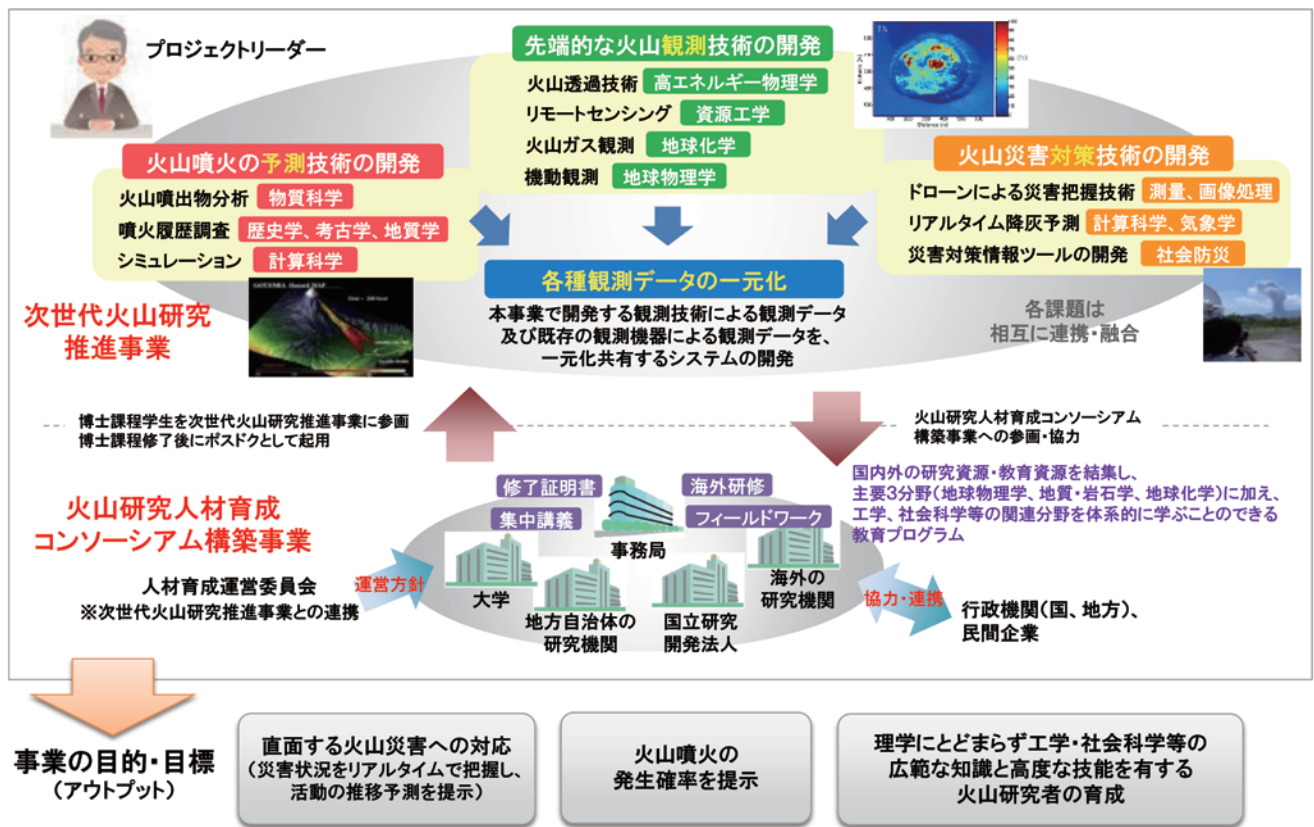 プロジェクトリーダー
先端的な火山観測技術の開発
火山透過技術 高エネルギー物理学
リモートセンシング 資源工学
火山ガス観測 地球化学
機動観測 地球物理学
火山噴火の予測技術の開発
火山噴出物分析 物質科学
噴火履歴調査 歴史学、考古学、地質学
シミュレーション 計算科学
火山災害対策技術の開発
ドローンによる災害把握技術 測量、画像処理
リアルタイム降灰予測 計算科学、気象学
災害対策情報ツールの開発 社会防災
各種観測データの一元化
本事業で開発する観測技術による観測データ
及び既存の観測機器による観測データを、
一元化共有するシステムの開発
次世代火山研究
推進事業
各課題は
相互に連携・融合
博士課程学生を次世代火山研究推進事業に参画
博士課程修了後にポスドクとして起用
火山研究人材育成コンソーシアム
構築事業への参画・協力
国内外の研究資源・教育資源を結集し、
主要3分野(地球物理学、地質・岩石学、地球化学)に加え、
工学、社会科学等の関連分野を体系的に学ぶことのできる
教育プログラム
火山研究人材育成
コンソーシアム構築事業
人材育成運営委員会
※次世代火山研究推進事業との連携
運営方針
修了証明書
集中講義
海外研修
フィールドワーク
事務局
大学
地方自治体の
研究機関
国立研究
開発法人
海外の
研究機関
協力・連携
行政機関(国、地方)、
民間企業
事業の目的・目標
(アウトプット)
直面する火山災害への対応
(災害状況をリアルタイムで把握し、
活動の推移予測を提示)
火山噴火の
発生確率を提示
理学にとどまらず工学・社会科学等の
広範な知識と高度な技能を有する
火山研究者の育成